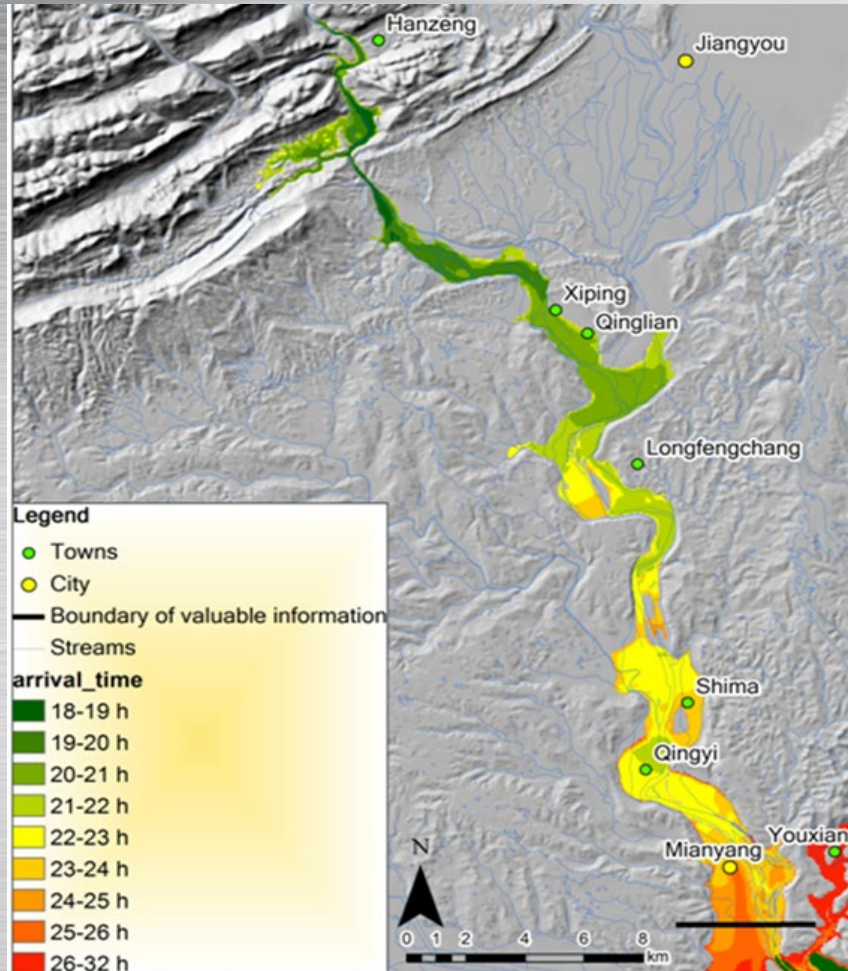 Hanzeng
Jiangyou
Xiping
Qinglian
Longfengchang
Legend
Towns
City
Boundary of valuable information
Streams
arrival_time
18-19 h
19-20 h
20-21 h
21-22 h
22-23 h
23-24 h
24-25 h
25-26 h
26-32 h
Shima
Qingyi
Youxian
Mianyang
N
0 1 2 4 6 8
km